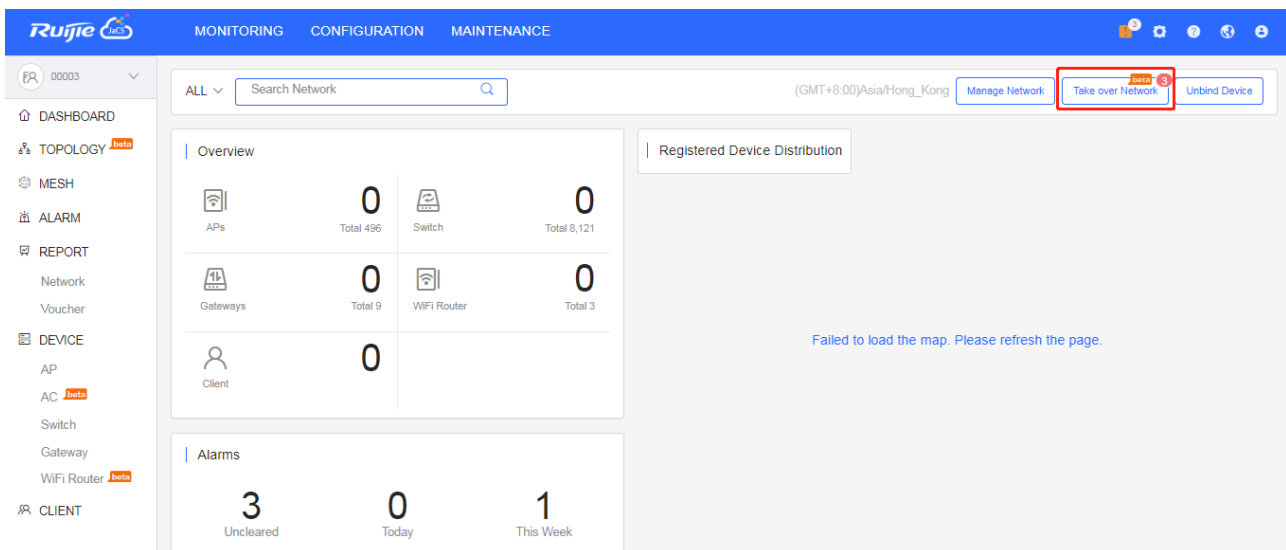 Ruijie JaCS MONITORING CONFIGURATION MAINTENANCE 3
00003
ALL Search Network (GMT+8:00)Asia/Hong_Kong Manage Network Take over Network beta 3 Unbind Device
DASHBOARD
TOPOLOGY beta
MESH
ALARM
REPORT
Network
Voucher
DEVICE
AP
AC beta
Switch
Gateway
WiFi Router beta
CLIENT
Overview
0 0
APs Total 496 Switch Total 8,121
0 0
Gateways Total 9 WiFi Router Total 3
0
Client
Alarms
3 0 1
Uncleared Today This Week
Registered Device Distribution
Failed to load the map. Please refresh the page.